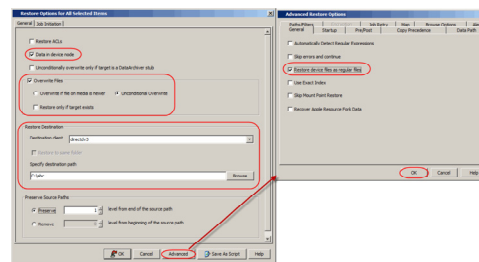 Restore Options for All Selected Items
General Job Initiation
Restore ACLs
Data in device node
Unconditionally overwrite only if target is a DataArchiver stub
Overwrite Files
Overwrite if file on media is newer
Unconditional Overwrite
Restore only if target exists
Restore Destination
Destination client
Restore to same folder
Specify destination path
Browse
Preserve Source Paths
Preserve 1 level from end of the source path
Remove level from beginning of the source path
OK Cancel Advanced Save As Script Help
Advanced Restore Options
Job Retry Map Browse Options
General Startup Pre/Post Copy Precedence Data Path
Automatically Detect Regular Expressions
Skip errors and continue
Restore device files as regular files
Use Exact Index
Skip Mount Point Restore
Recover Apple Resource Fork Data
OK Cancel Help